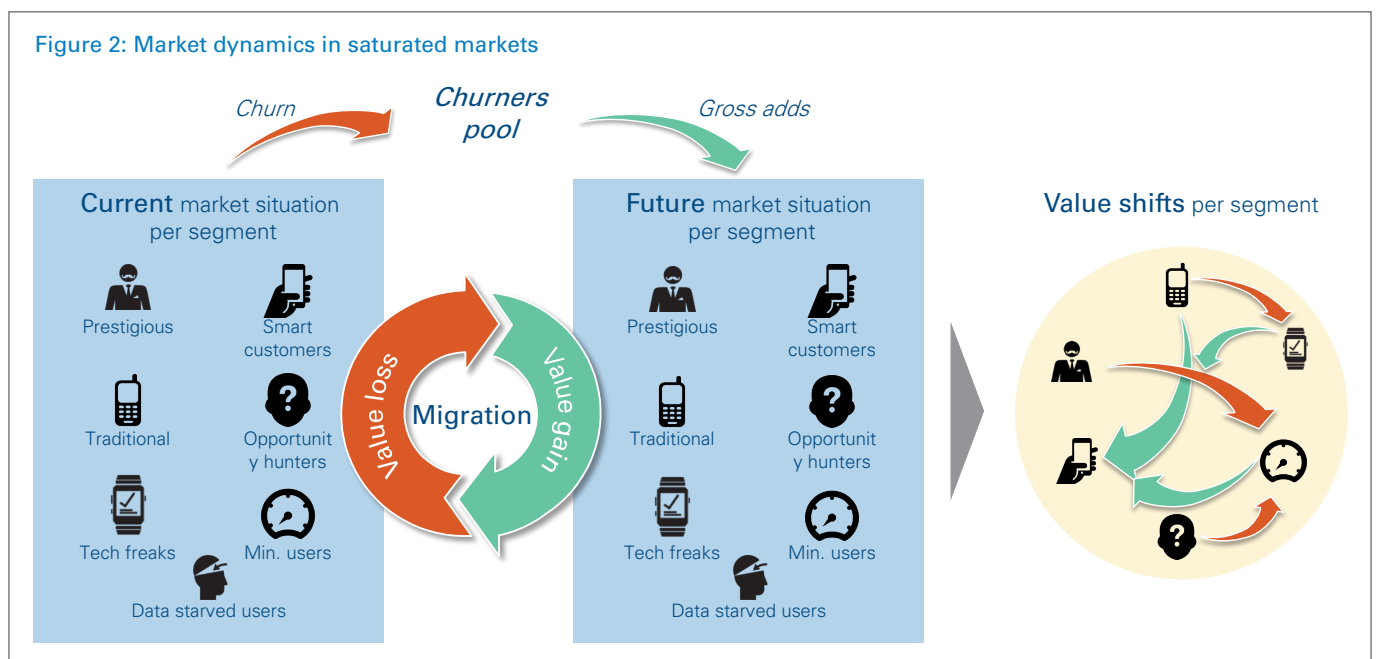 Figure 2: Market dynamics in saturated markets
Churn
Churners
pool
Gross adds
Current market situation
per segment
Prestigious
Smart
customers
Traditional
Opportunit
y hunters
Tech freaks
Min. users
Data starved users
Value loss
Migration
Value gain
Future market situation
per segment
Prestigious
Smart
customers
Traditional
Opportunit
y hunters
Tech freaks
Min. users
Data starved users
Value shifts per segment
?
?
?